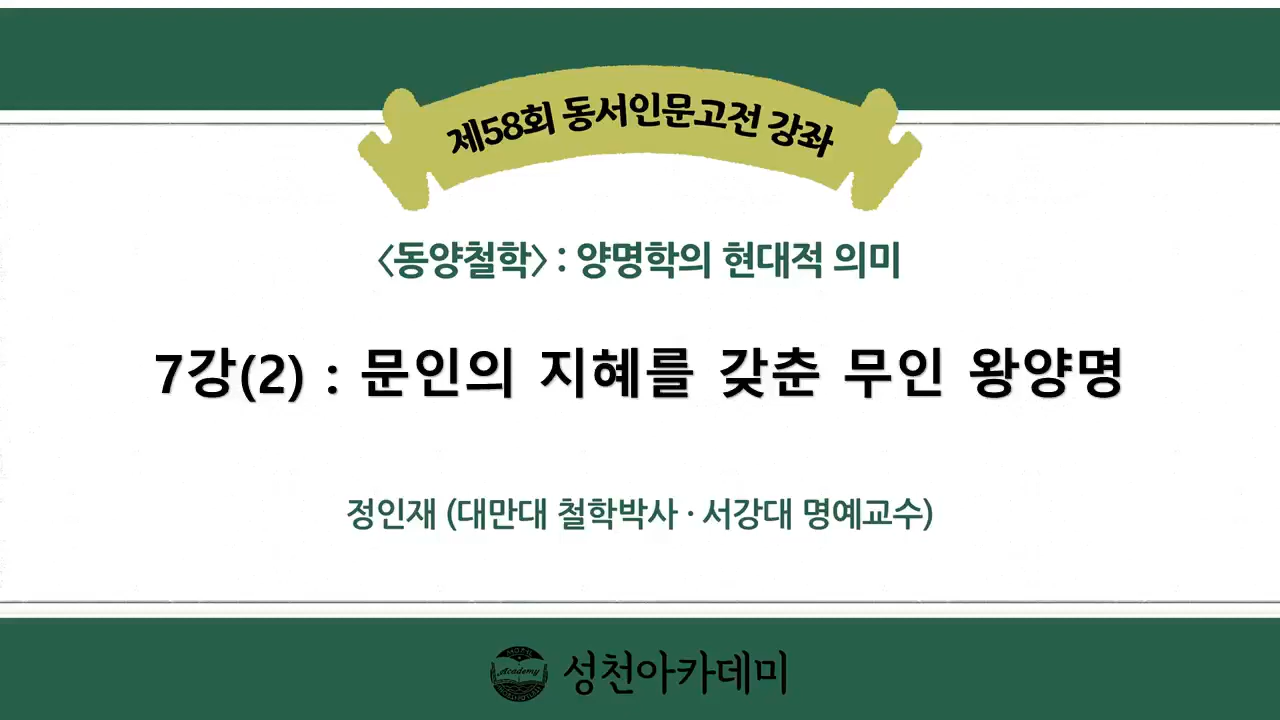 제58회 동서인문고전 강좌
<동양철학> : 양명학의 현대적 의미
7강(2) : 문인의 지혜를 갖춘 무인 왕양명
정인재 (대만대 철학박사 · 서강대 명예교수)
Academy
성천아카데미